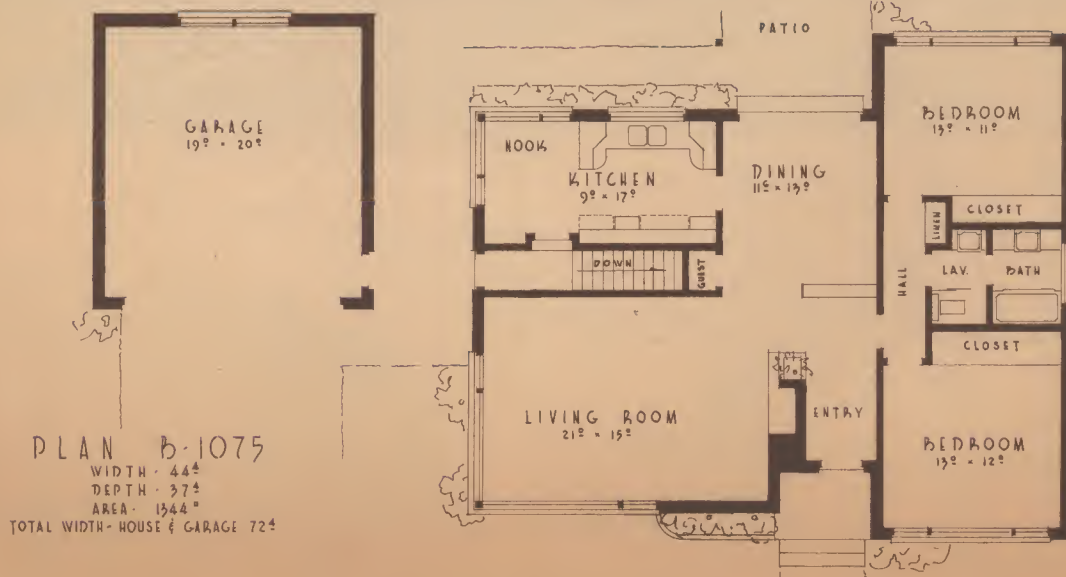 PATIO
GARAGE
19⁰ × 20⁰
NOOK
KITCHEN
9⁰ × 17⁰
DINING
11⁶ × 13⁰
BEDROOM
13⁰ × 11⁰
CLOSET
LINEN
DOWN
GUEST
HALL
LAV.
BATH
CLOSET
LIVING ROOM
21⁰ × 15⁰
ENTRY
BEDROOM
13⁰ × 12⁰
PLAN B-1075
WIDTH - 44⁴
DEPTH - 37⁴
AREA - 1344
TOTAL WIDTH - HOUSE & GARAGE 72⁴